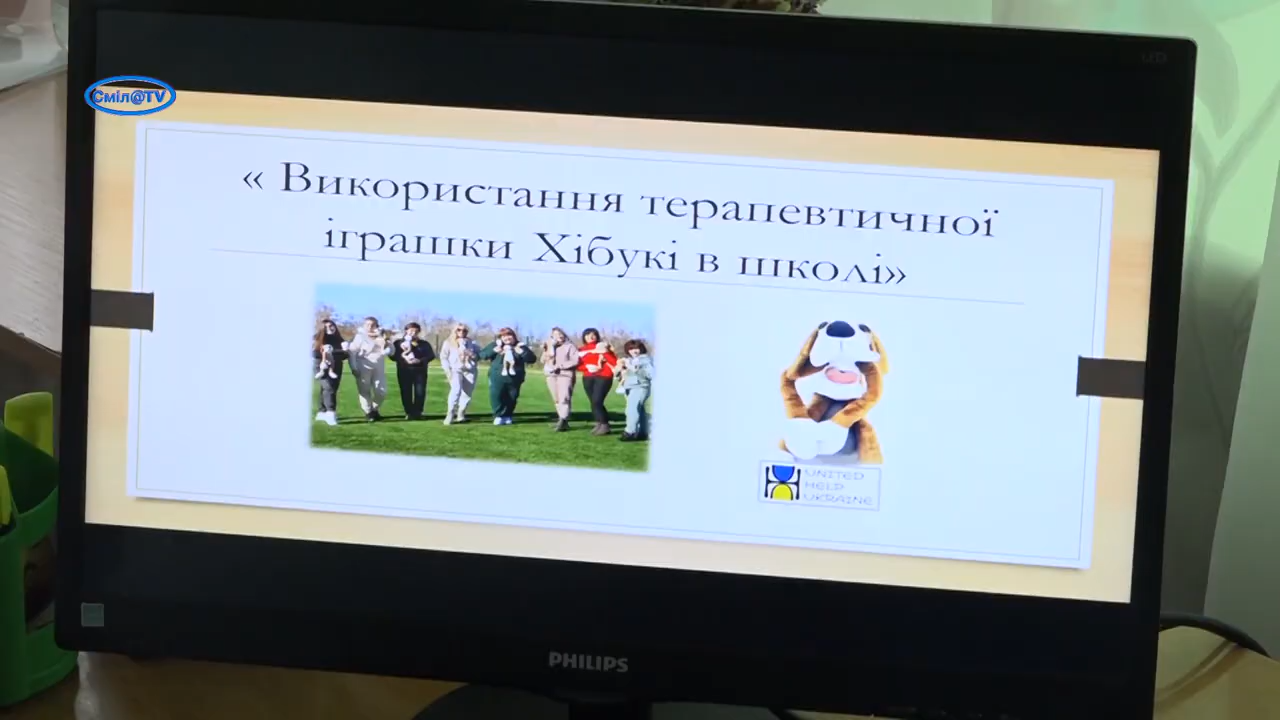 Сміл@TV
« Використання терапевтичної
іграшки Хібукі в школі»
UNITED
HELP
UKRAINE
PHILIPS